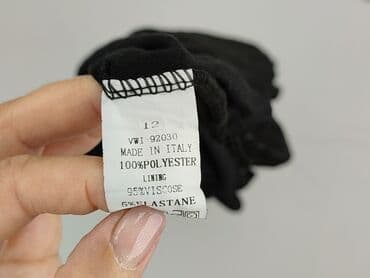 12
VWI-92030
MADE IN ITALY
100%POLYESTER
LINING
95%VISCOSE
5%ELASTANE